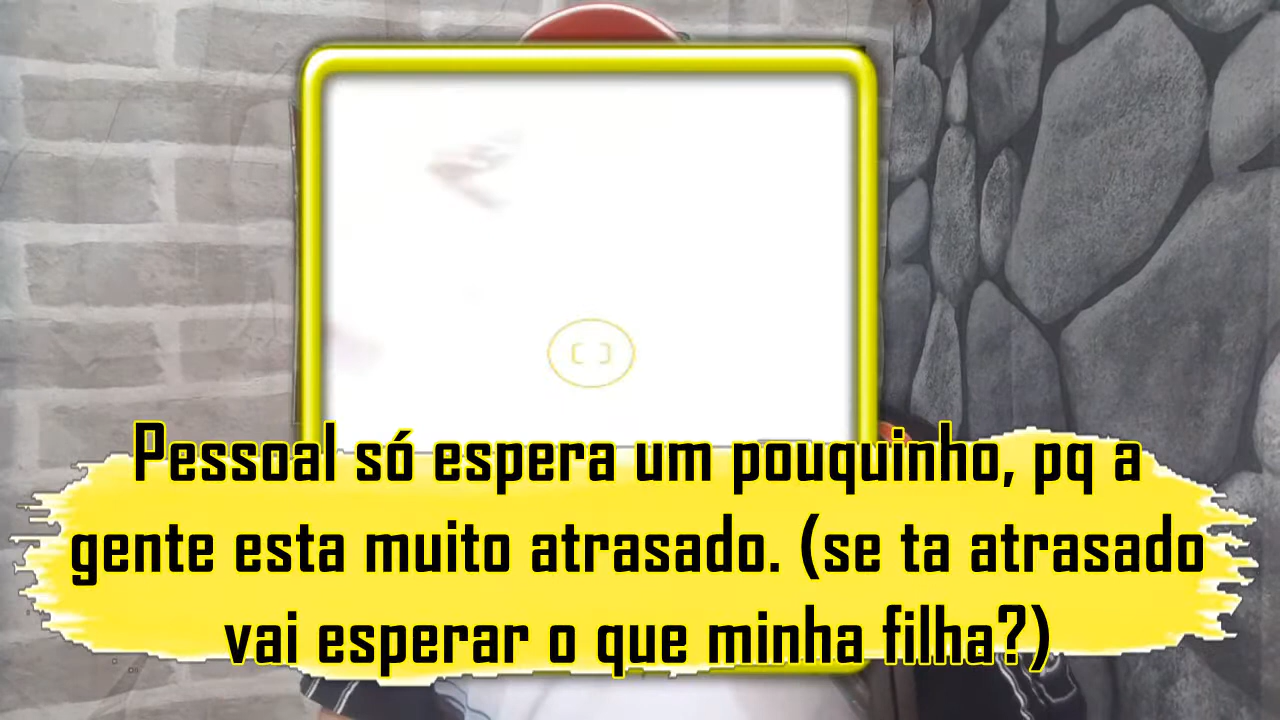 Pessoal só espera um pouquinho, pq a
gente esta muito atrasado. (se ta atrasado
vai esperar o que minha filha?)